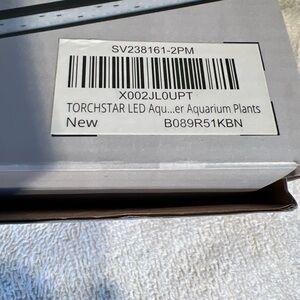 SV238161-2PM
X002JL0UPT
TORCHSTAR LED Aqu...er Aquarium Plants
New B089R51KBN